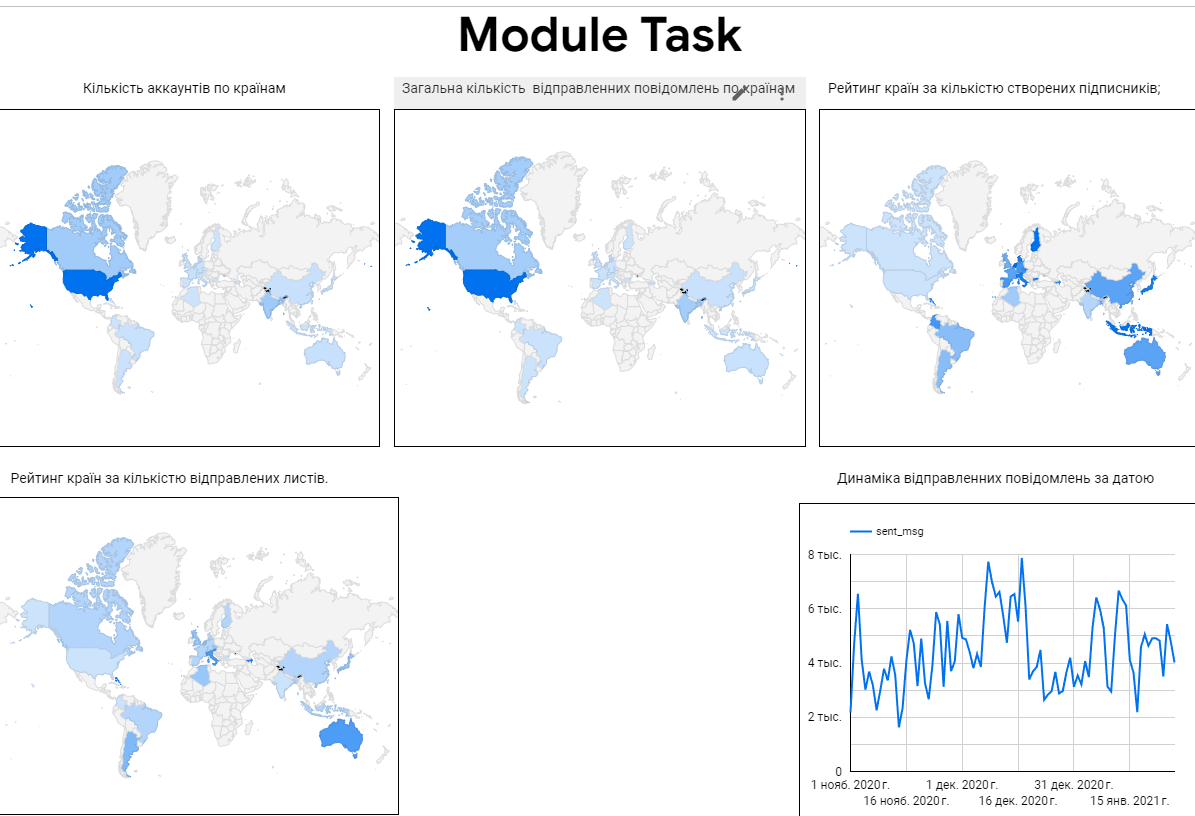 Module Task
Кількість аккаунтів по країнам
Загальна кількість відправленних повідомлень по країнам
Рейтинг країн за кількістю створених підписників;
Рейтинг країн за кількістю відправлених листів.
Динаміка відправленних повідомлень за датою
sent_msg
8 тыс.
6 тыс.
4 тыс.
2 тыс.
0
1 нояб. 2020 г.
1 дек. 2020 г.
31 дек. 2020 г.
16 нояб. 2020 г.
16 дек. 2020 г.
15 янв. 2021 г.